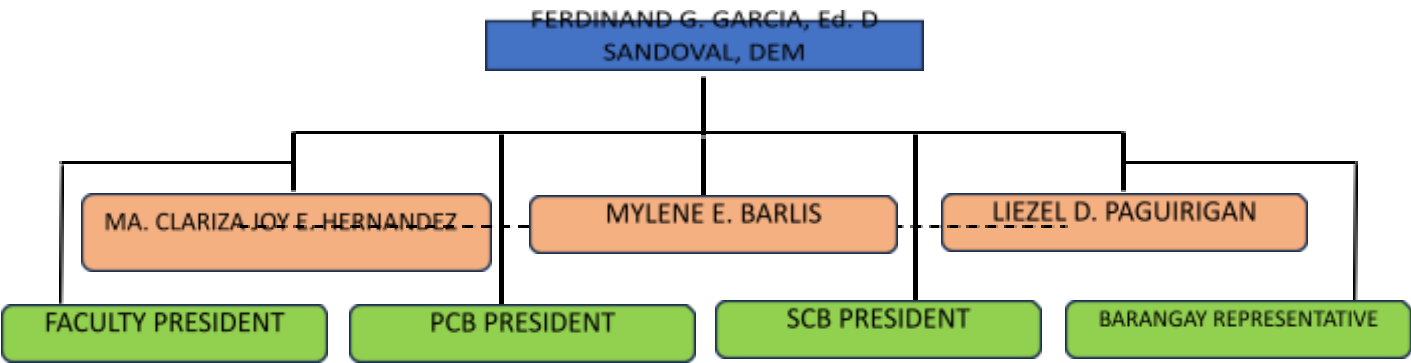 FERDINAND G. GARCIA, Ed. D
SANDOVAL, DEM
MA. CLARIZA JOY E. HERNANDEZ
MYLENE E. BARLIS
LIEZEL D. PAGUIRIGAN
FACULTY PRESIDENT
PCB PRESIDENT
SCB PRESIDENT
BARANGAY REPRESENTATIVE